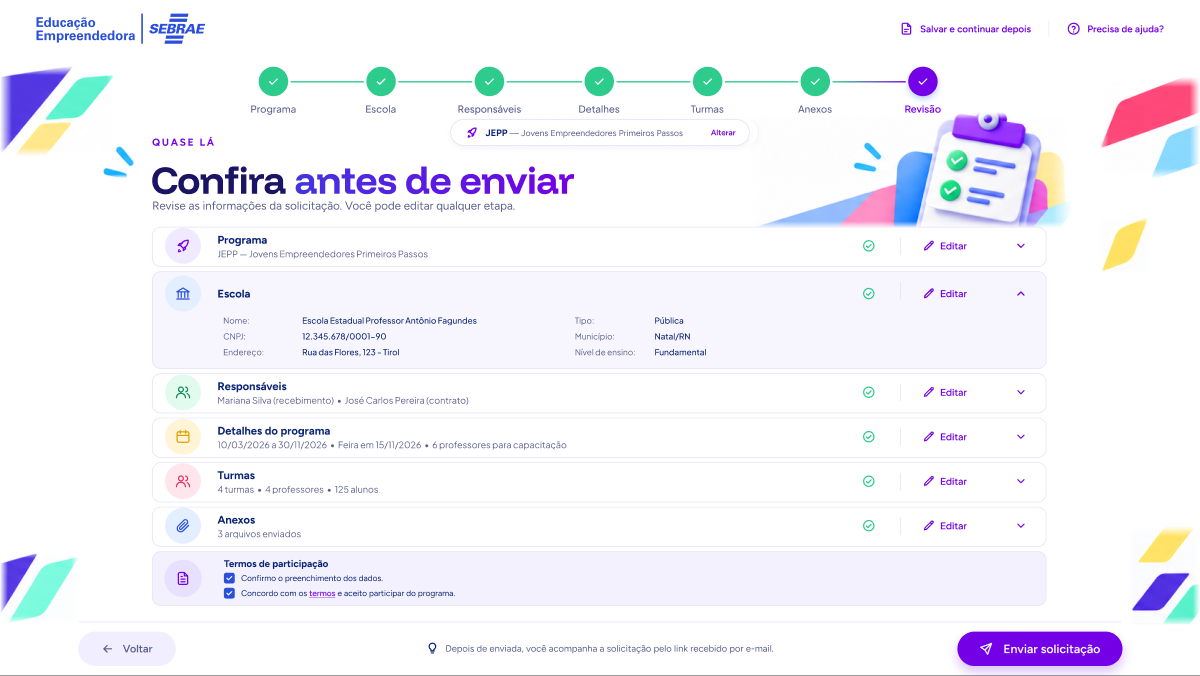 Educação
Empreendedora
SEBRAE
Salvar e continuar depois
Precisa de ajuda?
Programa
Escola
Responsáveis
Detalhes
Turmas
Anexos
Revisão
JEPP — Jovens Empreendedores Primeiros Passos
Alterar
QUASE LÁ
Confira antes de enviar
Revise as informações da solicitação. Você pode editar qualquer etapa.
Programa
JEPP — Jovens Empreendedores Primeiros Passos
Editar
Escola
Editar
Nome: Escola Estadual Professor Antônio Fagundes
Tipo: Pública
CNPJ: 12.345.678/0001-90
Município: Natal/RN
Endereço: Rua das Flores, 123 - Tirol
Nível de ensino: Fundamental
Responsáveis
Mariana Silva (recebimento) • José Carlos Pereira (contrato)
Editar
Detalhes do programa
10/03/2026 a 30/11/2026 • Feira em 15/11/2026 • 6 professores para capacitação
Editar
Turmas
4 turmas • 4 professores • 125 alunos
Editar
Anexos
3 arquivos enviados
Editar
Termos de participação
Confirmo o preenchimento dos dados.
Concordo com os termos e aceito participar do programa.
Voltar
Depois de enviada, você acompanha a solicitação pelo link recebido por e-mail.
Enviar solicitação